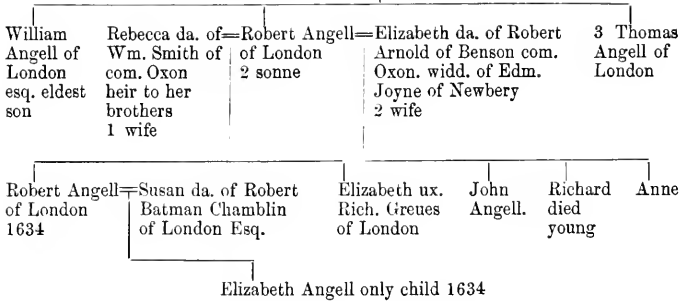 William
Angell of
London
esq. eldest
son
Rebecca da. of=Robert Angell=Elizabeth da. of Robert
Wm. Smith of
com. Oxon
heir to her
brothers
1 wife
of London
2 sonne
Arnold of Benson com.
Oxon. widd. of Edm.
Joyne of Newbery
2 wife
3 Thomas
Angell of
London
Robert Angell=Susan da. of Robert
of London
1634
Batman Chamblin
of London Esq.
Elizabeth ux.
Rich. Greues
of London
John
Angell.
Richard
died
young
Anne
Elizabeth Angell only child 1634